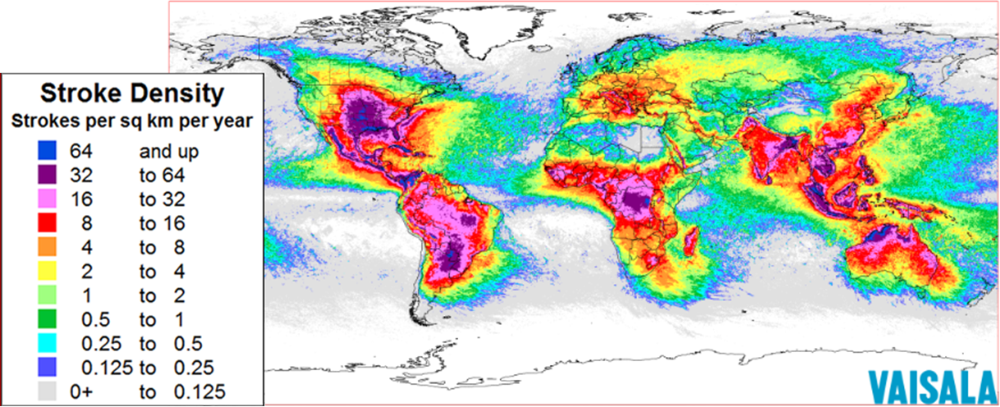 Stroke Density
Strokes per sq km per year
64 and up
32 to 64
16 to 32
8 to 16
4 to 8
2 to 4
1 to 2
0.5 to 1
0.25 to 0.5
0.125 to 0.25
0+ to 0.125
VAISALA